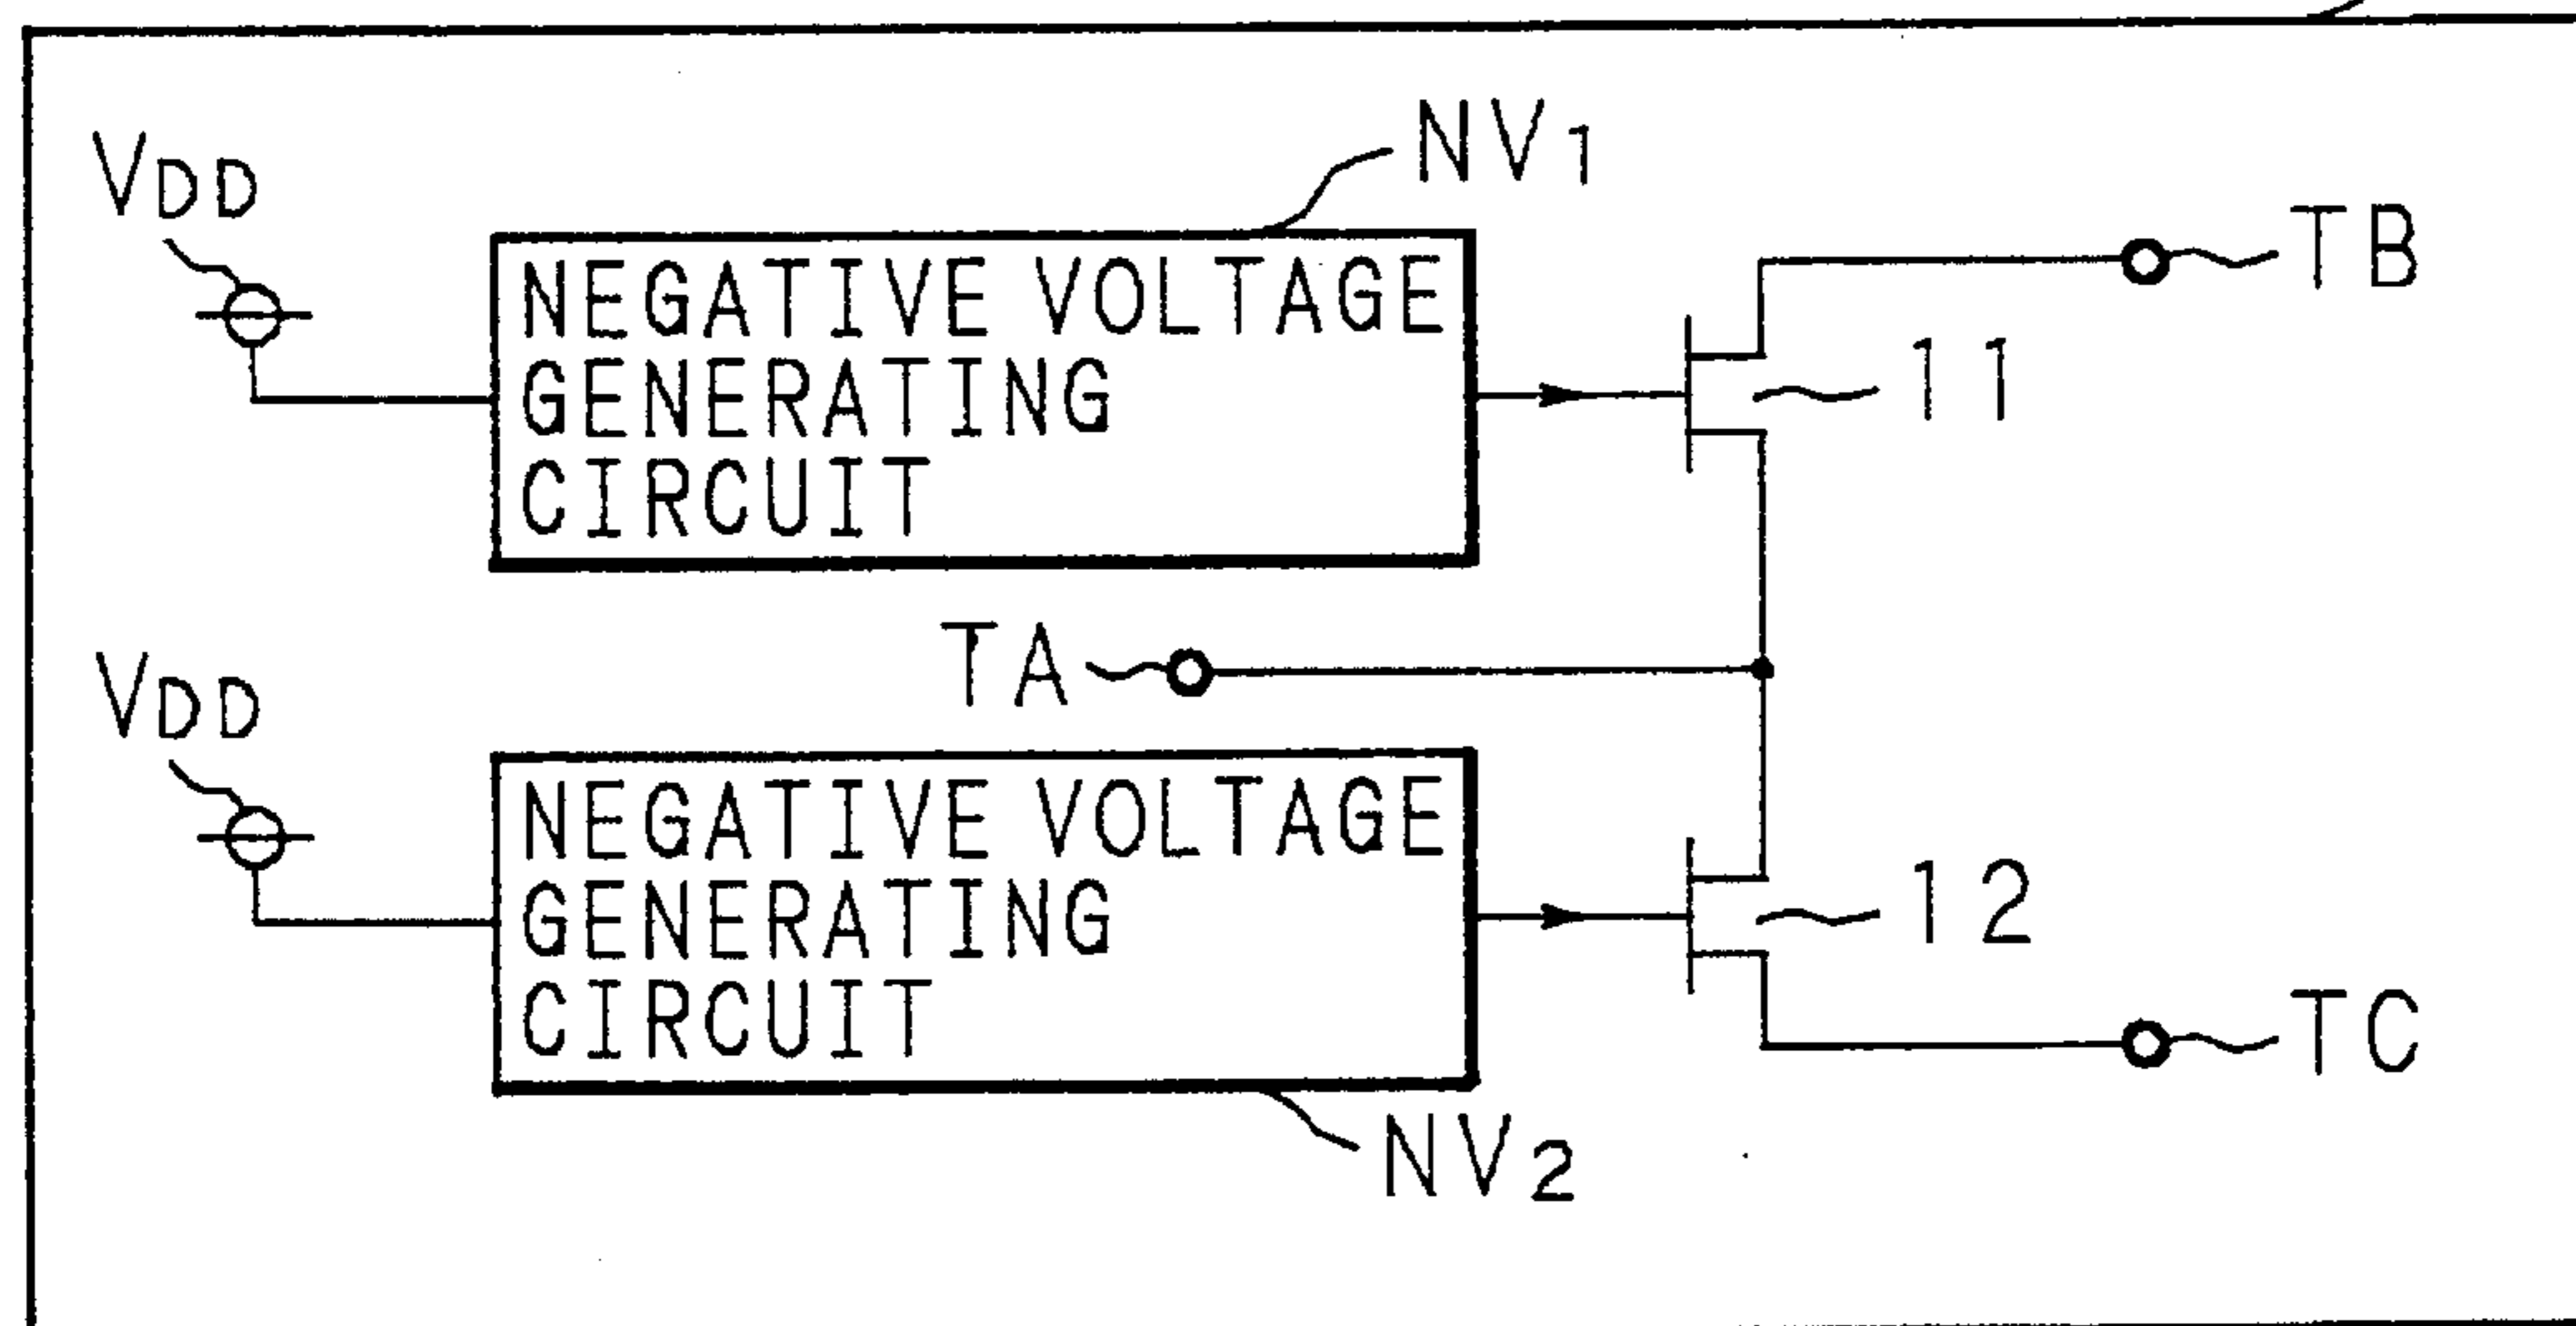 NV1
VDD
TB
NEGATIVE VOLTAGE
GENERATING
CIRCUIT
11
TA
VDD
NEGATIVE VOLTAGE
GENERATING
CIRCUIT
12
TC
NV2